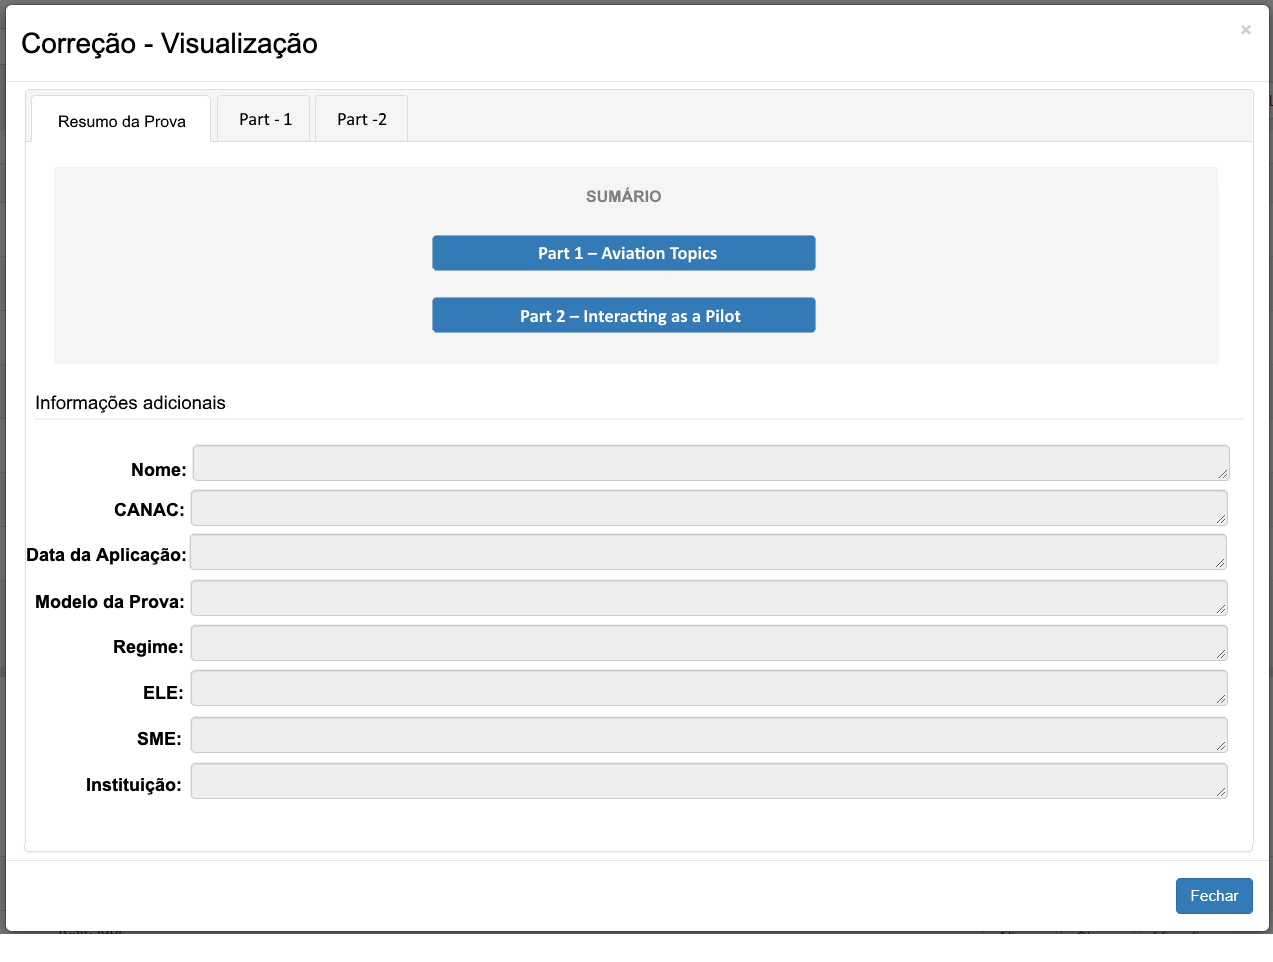 Correção - Visualização
×
Resumo da Prova
Part - 1
Part -2
SUMÁRIO
Part 1 – Aviation Topics
Part 2 – Interacting as a Pilot
Informações adicionais
Nome:
CANAC:
Data da Aplicação:
Modelo da Prova:
Regime:
ELE:
SME:
Instituição:
Fechar